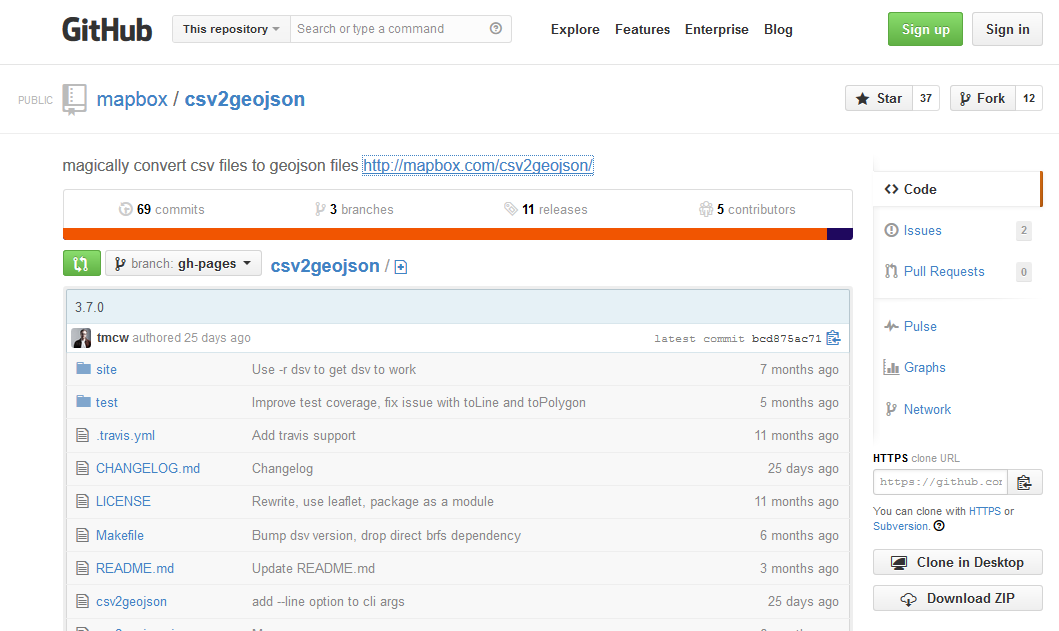 GitHub This repository Search or type a command Explore Features Enterprise Blog Sign up Sign in
PUBLIC mapbox / csv2geojson Star 37 Fork 12
magically convert csv files to geojson files http://mapbox.com/csv2geojson/
69 commits 3 branches 11 releases 5 contributors
branch: gh-pages csv2geojson /
3.7.0
tmcw authored 25 days ago latest commit bcd875ac71
site Use -r dsv to get dsv to work 7 months ago
test Improve test coverage, fix issue with toLine and toPolygon 5 months ago
.travis.yml Add travis support 11 months ago
CHANGELOG.md Changelog 25 days ago
LICENSE Rewrite, use leaflet, package as a module 11 months ago
Makefile Bump dsv version, drop direct brfs dependency 6 months ago
README.md Update README.md 3 months ago
csv2geojson add --line option to cli args 25 days ago
Code
Issues 2
Pull Requests 0
Pulse
Graphs
Network
HTTPS clone URL
https://github.com
You can clone with HTTPS or
Subversion.
Clone in Desktop
Download ZIP